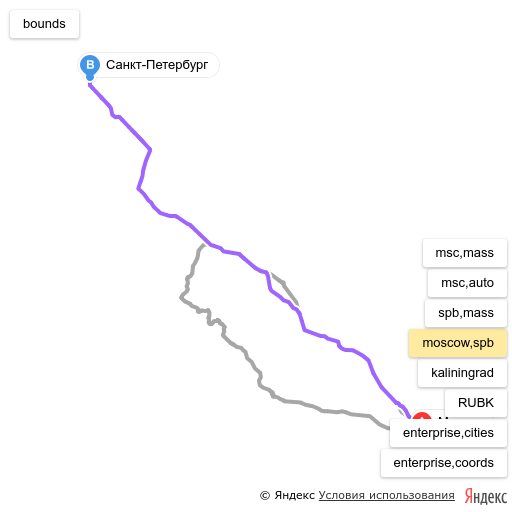 bounds
B Санкт-Петербург
msc,mass
msc,auto
spb,mass
moscow,spb
kaliningrad
RUBK
enterprise,cities
enterprise,coords
© Яндекс Условия использования Яндекс